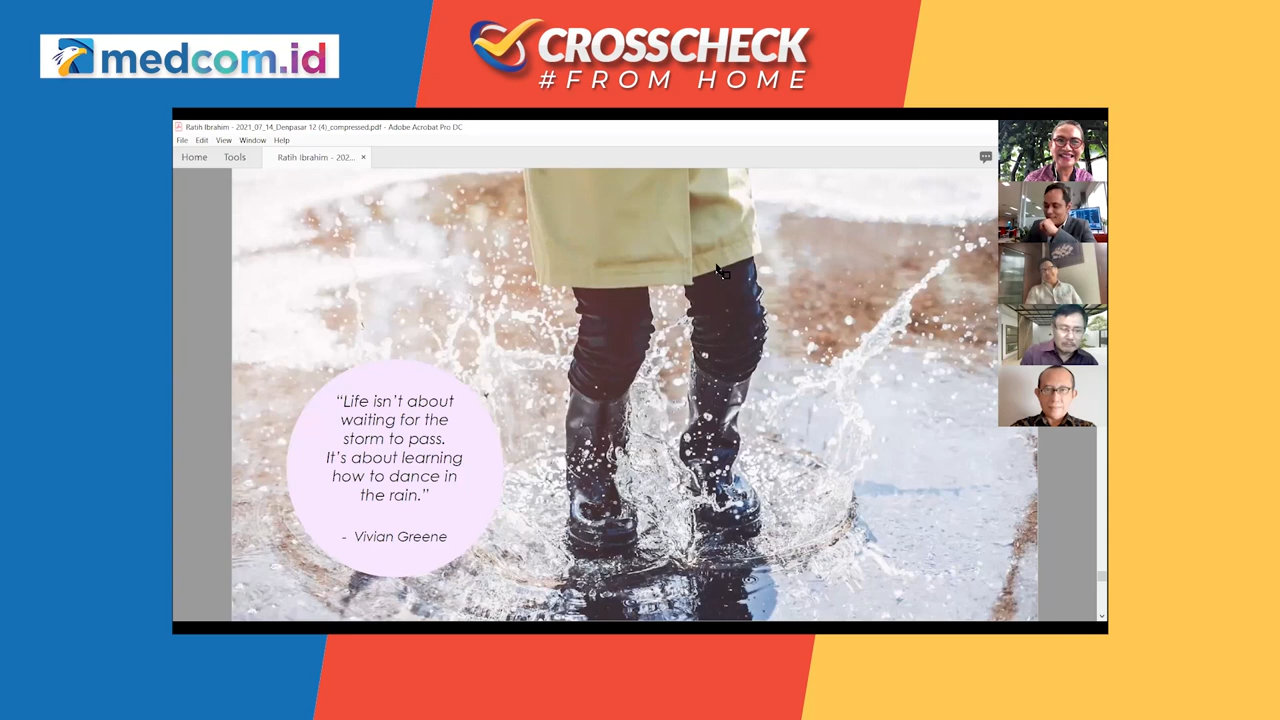 medcom.id
CROSSCHECK
#FROM HOME
Ratih Ibrahim - 2021_07_14_Denpasar 12 (4)_compressed.pdf - Adobe Acrobat Pro DC
File Edit View Window Help
Home Tools Ratih Ibrahim - 202... ×
“Life isn’t about
waiting for the
storm to pass.
It’s about learning
how to dance in
the rain.”
- Vivian Greene